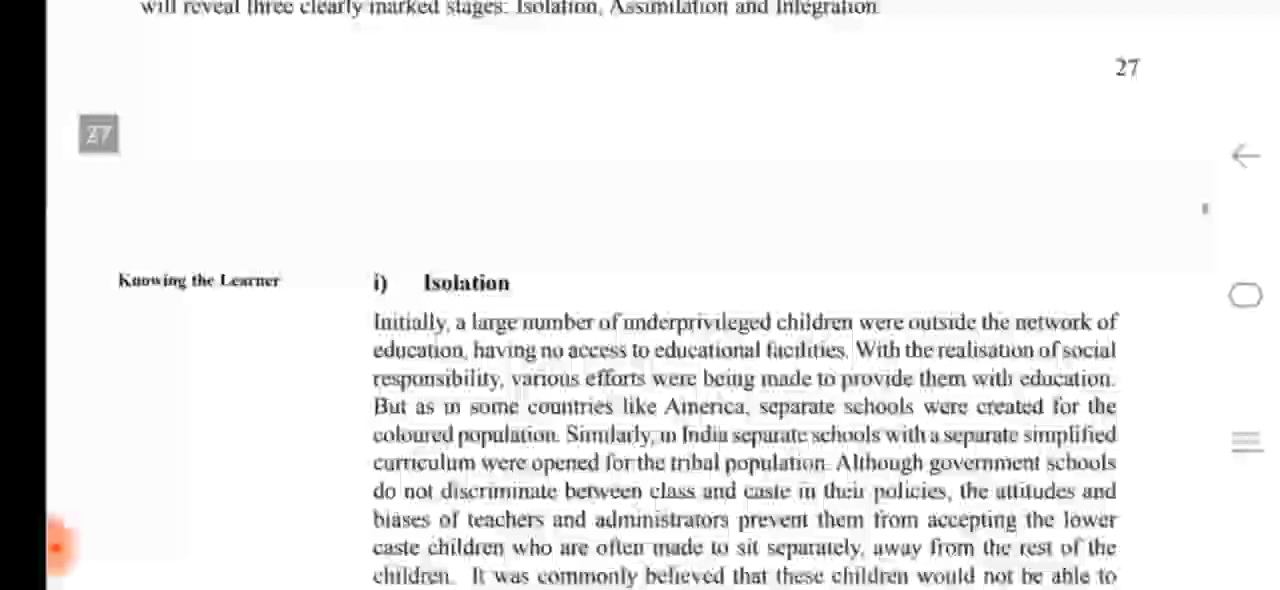 will reveal three clearly marked stages: Isolation, Assimilation and Integration
27
27
Knowing the Learner
i) Isolation
Initially, a large number of underprivileged children were outside the network of
education, having no access to educational facilities. With the realisation of social
responsibility, various efforts were being made to provide them with education.
But as in some countries like America, separate schools were created for the
coloured population. Similarly, in India separate schools with a separate simplified
curriculum were opened for the tribal population. Although government schools
do not discriminate between class and caste in their policies, the attitudes and
biases of teachers and administrators prevent them from accepting the lower
caste children who are often made to sit separately, away from the rest of the
children. It was commonly believed that these children would not be able to